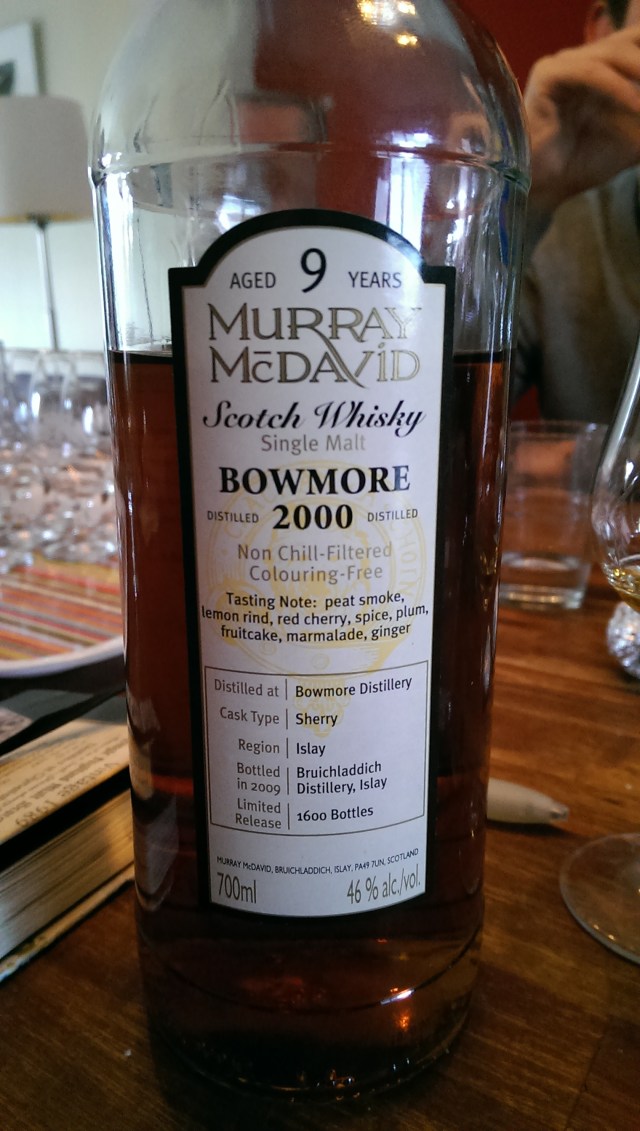 AGED 9 YEARS
MURRAY
McDAVID
Scotch Whisky
Single Malt
BOWMORE
DISTILLED 2000 DISTILLED
Non Chill-Filtered
Colouring-Free
Tasting Note: peat smoke,
lemon rind, red cherry, spice, plum,
fruitcake, marmalade, ginger
Distilled at Bowmore Distillery
Cask Type Sherry
Region Islay
Bottled in 2009 Bruichladdich Distillery, Islay
Limited Release 1600 Bottles
MURRAY McDAVID, BRUICHLADDICH, ISLAY, PA49 7UN, SCOTLAND
700ml 46 % alc./vol.